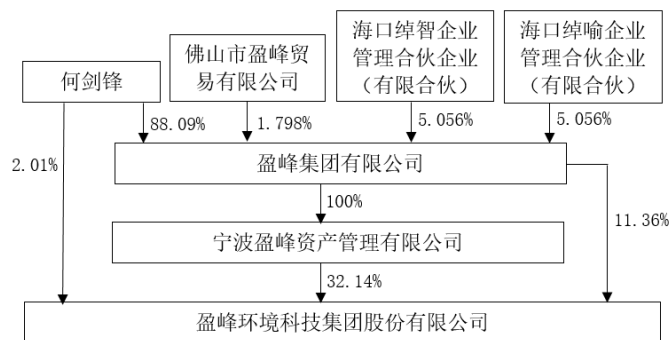 海口绰智企业
管理合伙企业
（有限合伙）
海口绰喻企业
管理合伙企业
（有限合伙）
佛山市盈峰贸
易有限公司
何剑锋
88.09%
1.798%
5.056%
5.056%
2.01%
盈峰集团有限公司
100%
11.36%
宁波盈峰资产管理有限公司
32.14%
盈峰环境科技集团股份有限公司